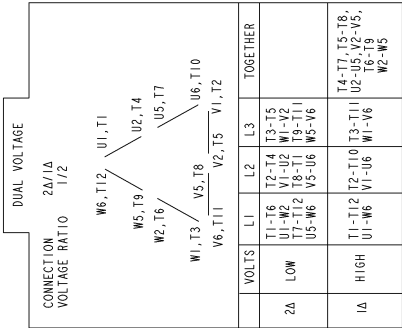 DUAL VOLTAGE
CONNECTION 2Δ/1Δ
VOLTAGE RATIO 1/2
W6,T12 U1,T1
W5,T9 U2,T4
W2,T6 U5,T7
W1,T3 V5,T8 U6,T10
V6,T11 V2,T5 V1,T2
VOLTS L1 L2 L3 TOGETHER
2Δ LOW T1-T6 T2-T4 T3-T5
U1-W2 V1-U2 W1-V2
T7-T12 T8-T11 T9-T11
U5-W6 V5-U6 W5-V6
1Δ HIGH T1-T12 T2-T10 T3-T11 T4-T7,T5-T8,
U1-W6 V1-U6 W1-V6 U2-U5,V2-V5,
T6-T9
W2-W5